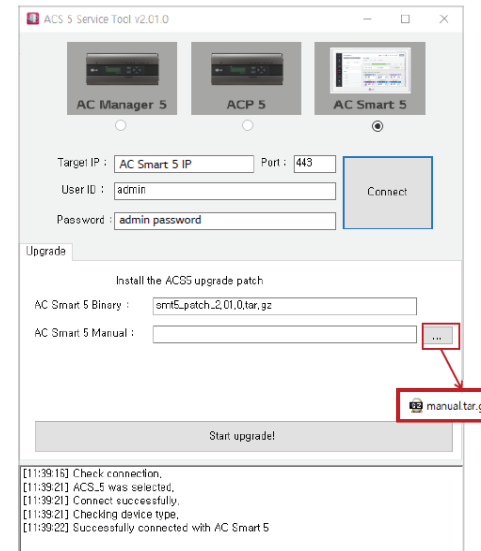 ACS 5 Service Tool v2.01.0
AC Manager 5 ACP 5 AC Smart 5
Target IP : AC Smart 5 IP Port : 443
User ID : admin
Connect
Password : admin password
Upgrade
Install the ACS5 upgrade patch
AC Smart 5 Binary : smt5_patch_2,01,0,tar,gz
AC Smart 5 Manual : ...
manual.tar.g
Start upgrade!
[11:39:16] Check connection,
[11:39:21] ACS_5 was selected,
[11:39:21] Connect successfully,
[11:39:21] Checking device type,
[11:39:22] Successfully connected with AC Smart 5